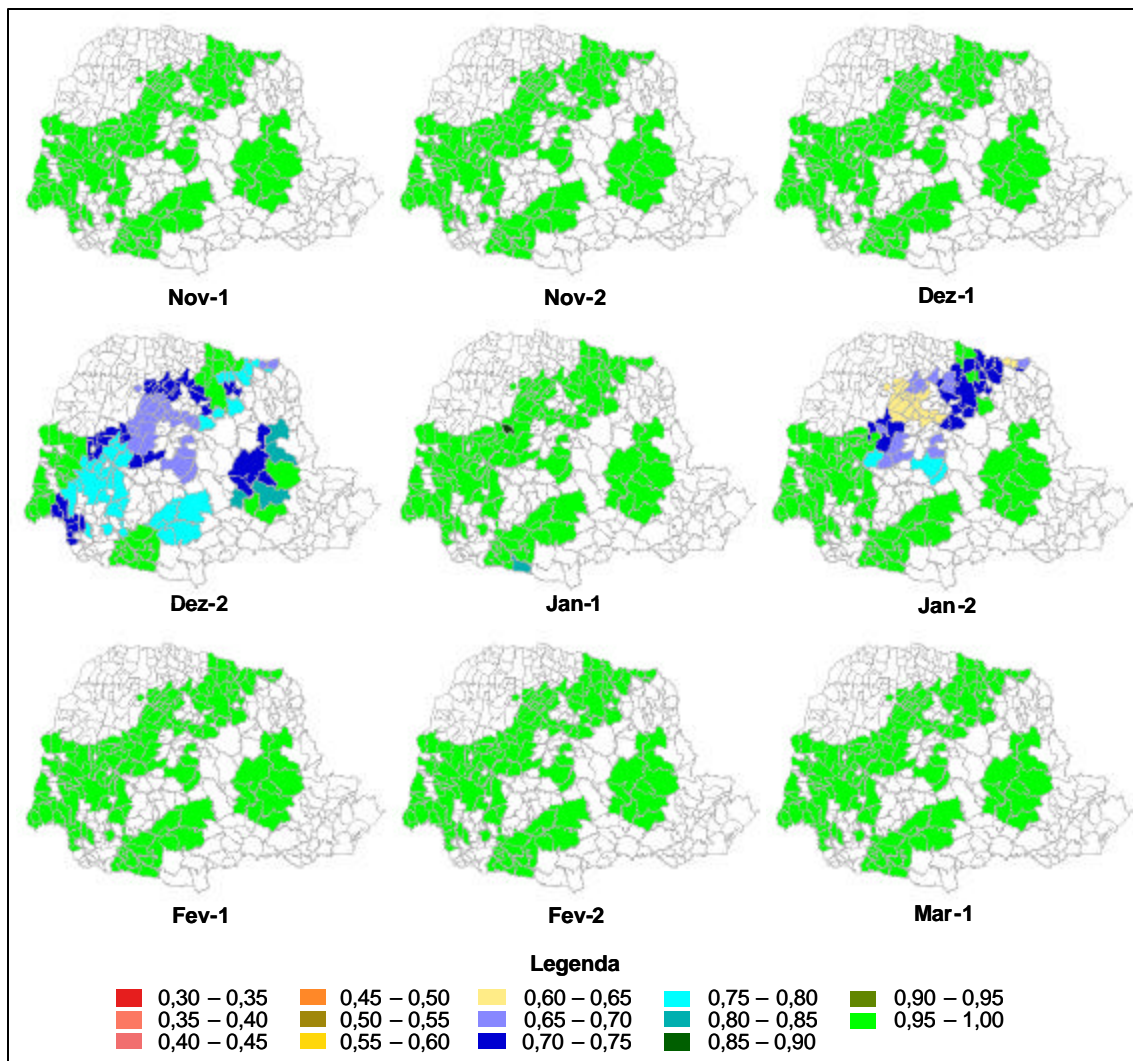 Nov-1 Nov-2 Dez-1
Dez-2 Jan-1 Jan-2
Fev-1 Fev-2 Mar-1
Legenda
0,30 – 0,35 0,45 – 0,50 0,60 – 0,65 0,75 – 0,80 0,90 – 0,95
0,35 – 0,40 0,50 – 0,55 0,65 – 0,70 0,80 – 0,85 0,95 – 1,00
0,40 – 0,45 0,55 – 0,60 0,70 – 0,75 0,85 – 0,90